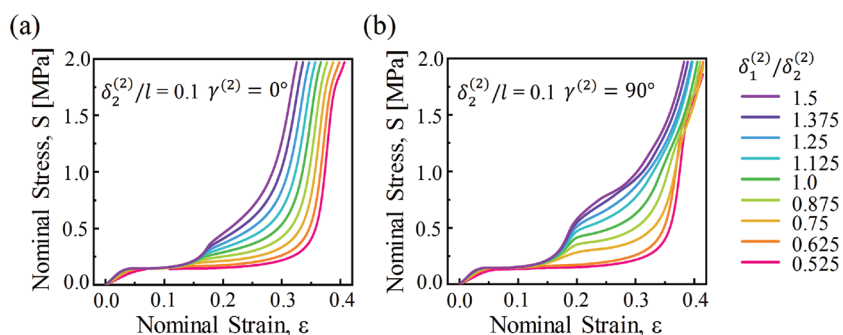 (a)
Nominal Stress, S [MPa]
2.0
1.5
1.0
0.5
0.0
δ₂⁽²⁾/l = 0.1 γ⁽²⁾ = 0°
0.0 0.1 0.2 0.3 0.4
Nominal Strain, ε
(b)
Nominal Stress, S [MPa]
2.0
1.5
1.0
0.5
0.0
δ₂⁽²⁾/l = 0.1 γ⁽²⁾ = 90°
0.0 0.1 0.2 0.3 0.4
Nominal Strain, ε
δ₁⁽²⁾/δ₂⁽²⁾
1.5
1.375
1.25
1.125
1.0
0.875
0.75
0.625
0.525